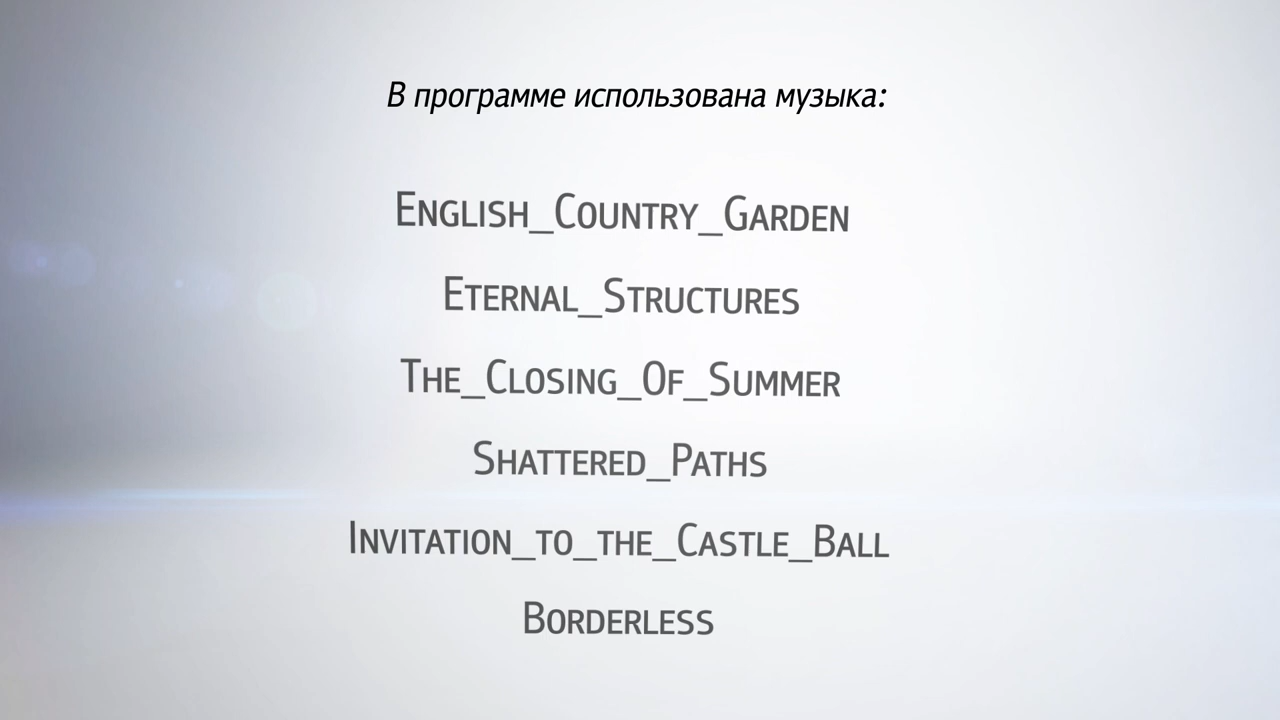 В программе использована музыка:
English_Country_Garden
Eternal_Structures
The_Closing_Of_Summer
Shattered_Paths
Invitation_to_the_Castle_Ball
Borderless